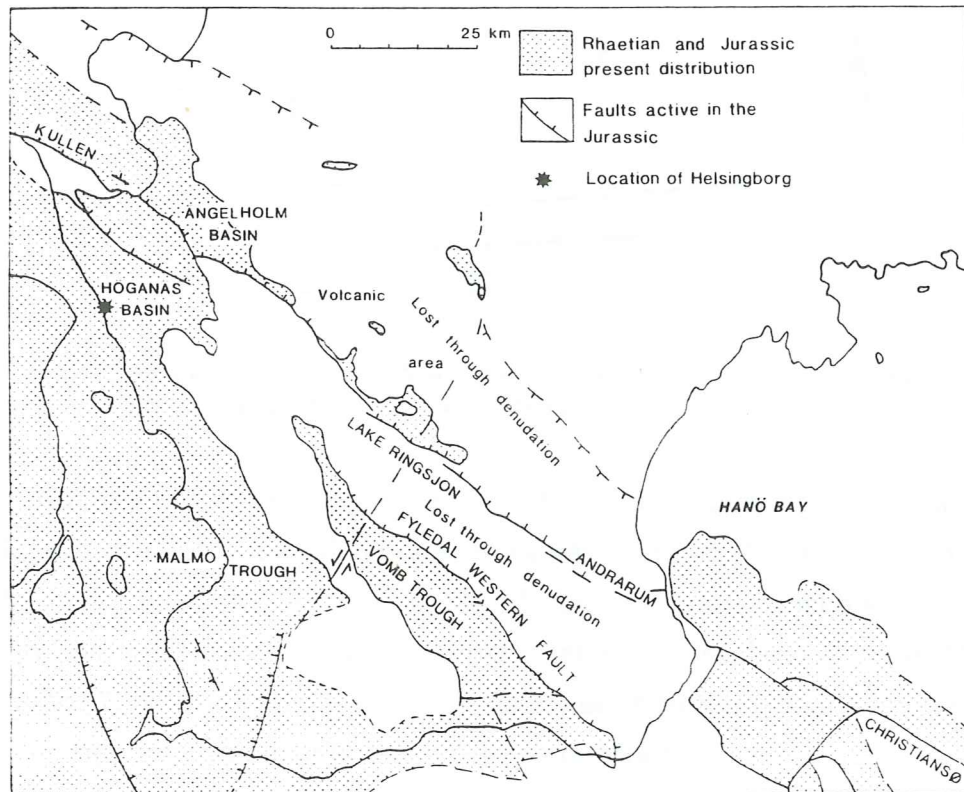 0 25 km
Rhaetian and Jurassic
present distribution
Faults active in the
Jurassic
Location of Helsingborg
KULLEN
ANGELHOLM
BASIN
HOGANAS
BASIN
Volcanic
area
Lost through denudation
LAKE RINGSJON
ANDRARUM
Lost through denudation
FYLEDAL WESTERN FAULT
VOMB TROUGH
MALMO TROUGH
HANÖ BAY
CHRISTIANSØ